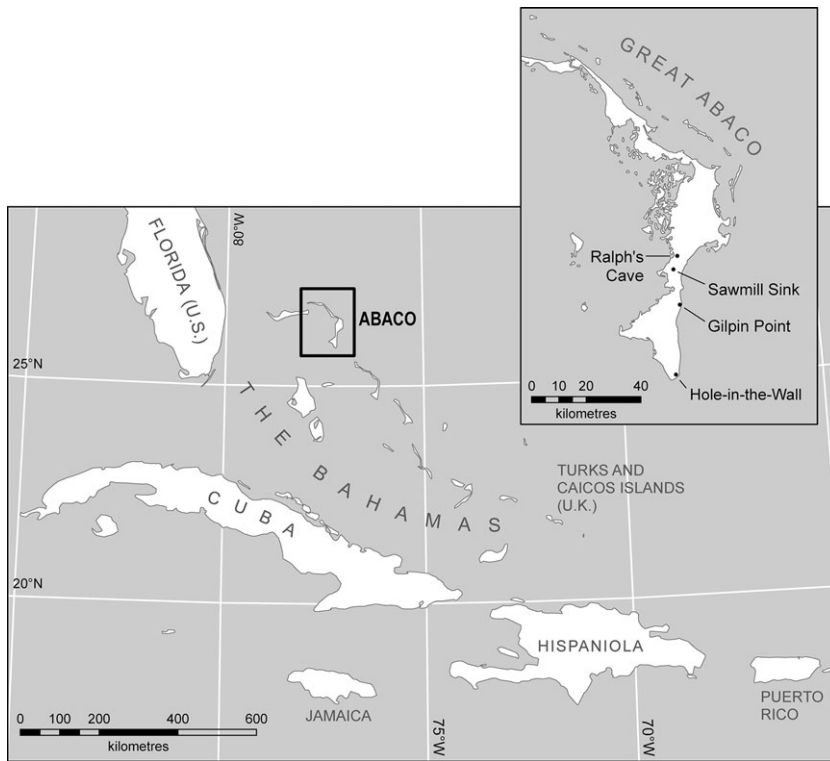 GREAT ABACO
Ralph's
Cave
Sawmill Sink
Gilpin Point
Hole-in-the-Wall
0 10 20 40
kilometres
FLORIDA (U.S.)
80°W
ABACO
25°N
THE BAHAMAS
TURKS AND
CAICOS ISLANDS
(U.K.)
CUBA
20°N
HISPANIOLA
JAMAICA
PUERTO
RICO
0 100 200 400 600
kilometres
75°W
70°W